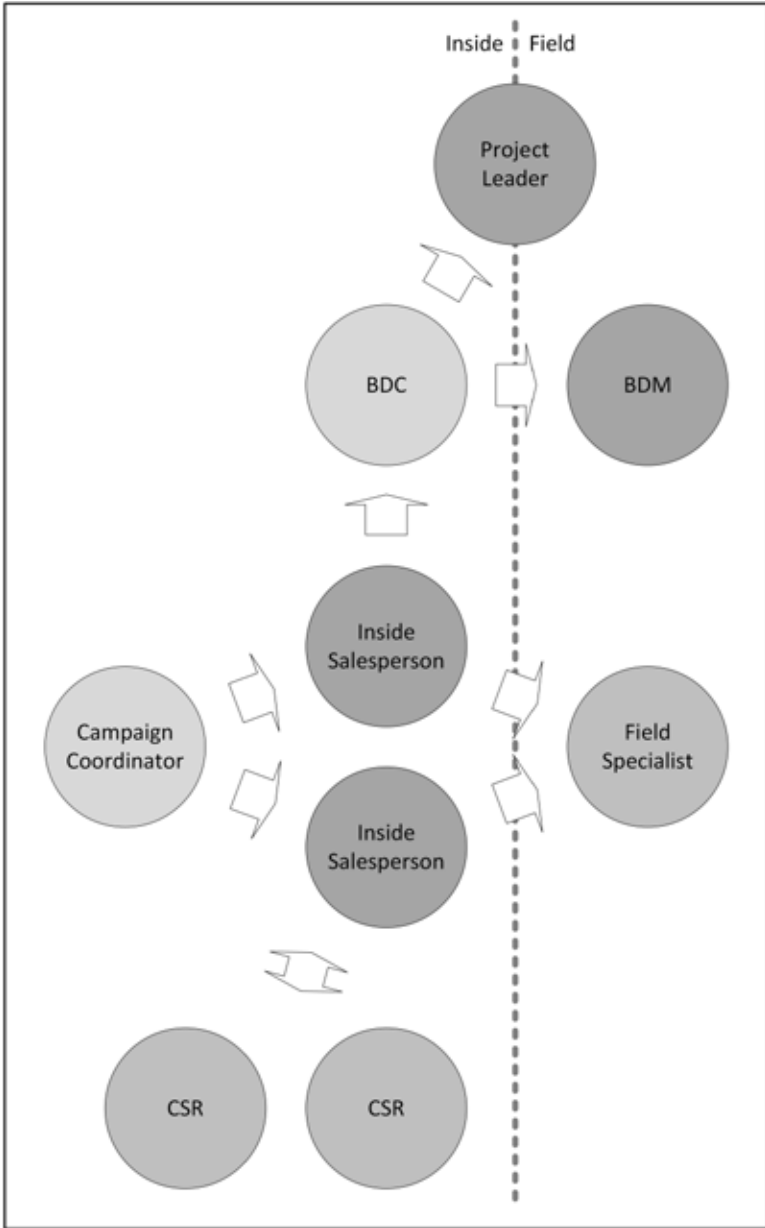 Inside Field
Project
Leader
BDC
BDM
Inside
Salesperson
Campaign
Coordinator
Field
Specialist
Inside
Salesperson
CSR
CSR